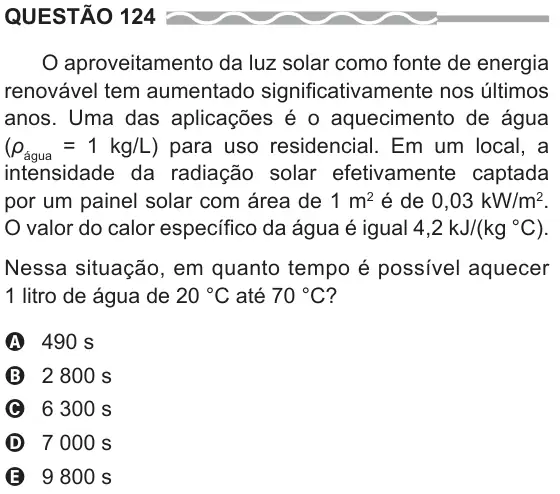 QUESTÃO 124
O aproveitamento da luz solar como fonte de energia
renovável tem aumentado significativamente nos últimos
anos. Uma das aplicações é o aquecimento de água
(ρágua = 1 kg/L) para uso residencial. Em um local, a
intensidade da radiação solar efetivamente captada
por um painel solar com área de 1 m² é de 0,03 kW/m².
O valor do calor específico da água é igual 4,2 kJ/(kg °C).
Nessa situação, em quanto tempo é possível aquecer
1 litro de água de 20 °C até 70 °C?
A 490 s
B 2 800 s
C 6 300 s
D 7 000 s
E 9 800 s